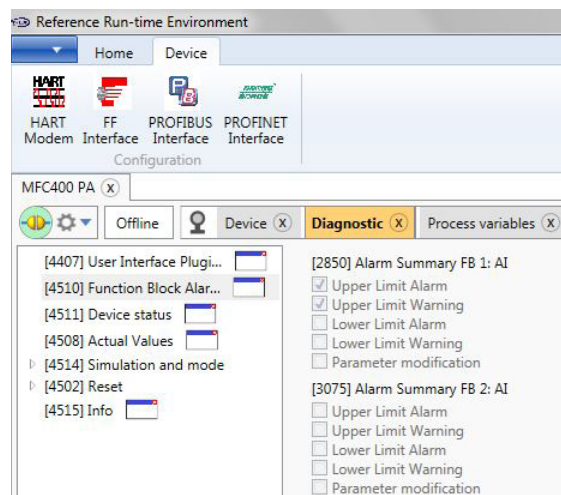 Reference Run-time Environment
Home Device
HART
HART FF PROFIBUS PROFINET
Modem Interface Interface Interface
Configuration
MFC400 PA X
Offline Device X Diagnostic X Process variables X
[4407] User Interface Plugi...
[4510] Function Block Alar...
[4511] Device status
[4508] Actual Values
[4514] Simulation and mode
[4502] Reset
[4515] Info
[2850] Alarm Summary FB 1: AI
Upper Limit Alarm
Upper Limit Warning
Lower Limit Alarm
Lower Limit Warning
Parameter modification
[3075] Alarm Summary FB 2: AI
Upper Limit Alarm
Upper Limit Warning
Lower Limit Alarm
Lower Limit Warning
Parameter modification